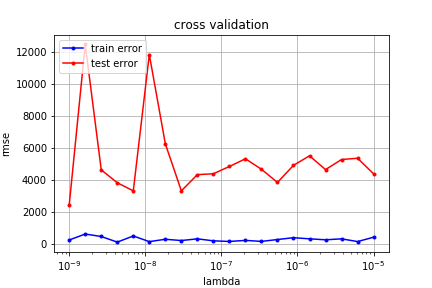 cross validation
train error
test error
12000
10000
8000
6000
4000
2000
0
rmse
10⁻⁹ 10⁻⁸ 10⁻⁷ 10⁻⁶ 10⁻⁵
lambda